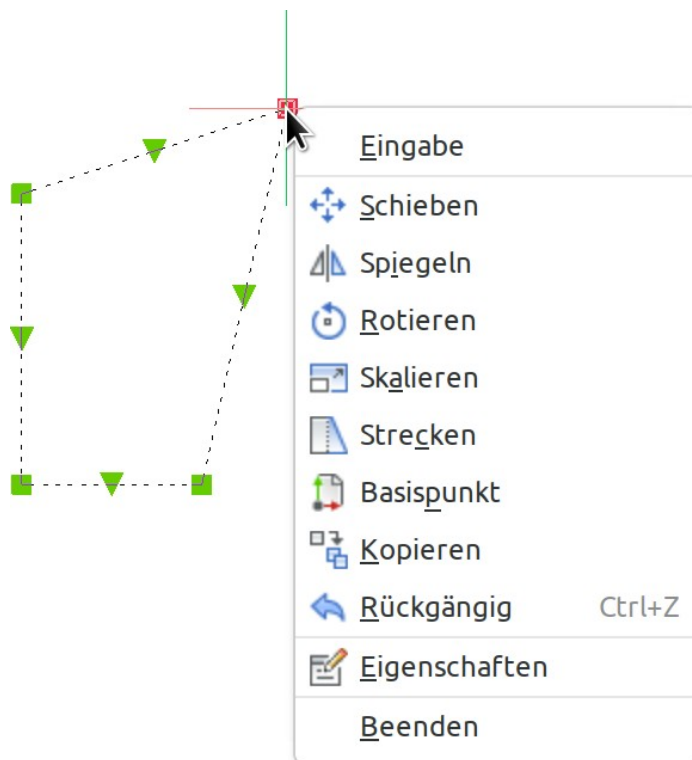 Eingabe
Schieben
Spiegeln
Rotieren
Skalieren
Strecken
Basispunkt
Kopieren
Rückgängig Ctrl+Z
Eigenschaften
Beenden